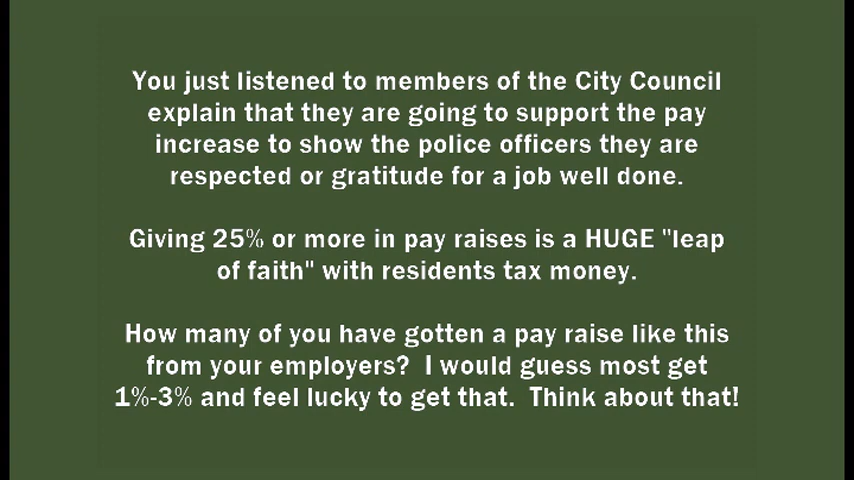 You just listened to members of the City Council
explain that they are going to support the pay
increase to show the police officers they are
respected or gratitude for a job well done.
Giving 25% or more in pay raises is a HUGE "leap
of faith" with residents tax money.
How many of you have gotten a pay raise like this
from your employers?  I would guess most get
1%-3% and feel lucky to get that.  Think about that!